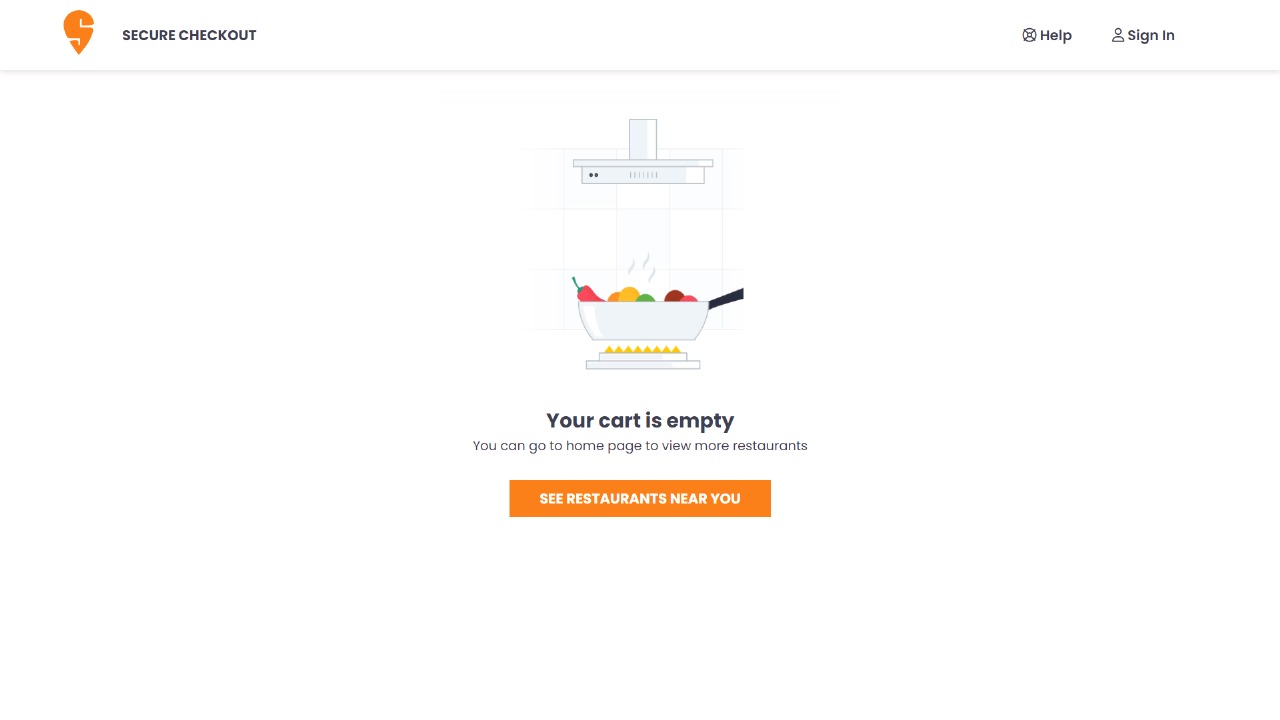 SECURE CHECKOUT
Help
Sign In
Your cart is empty
You can go to home page to view more restaurants
SEE RESTAURANTS NEAR YOU